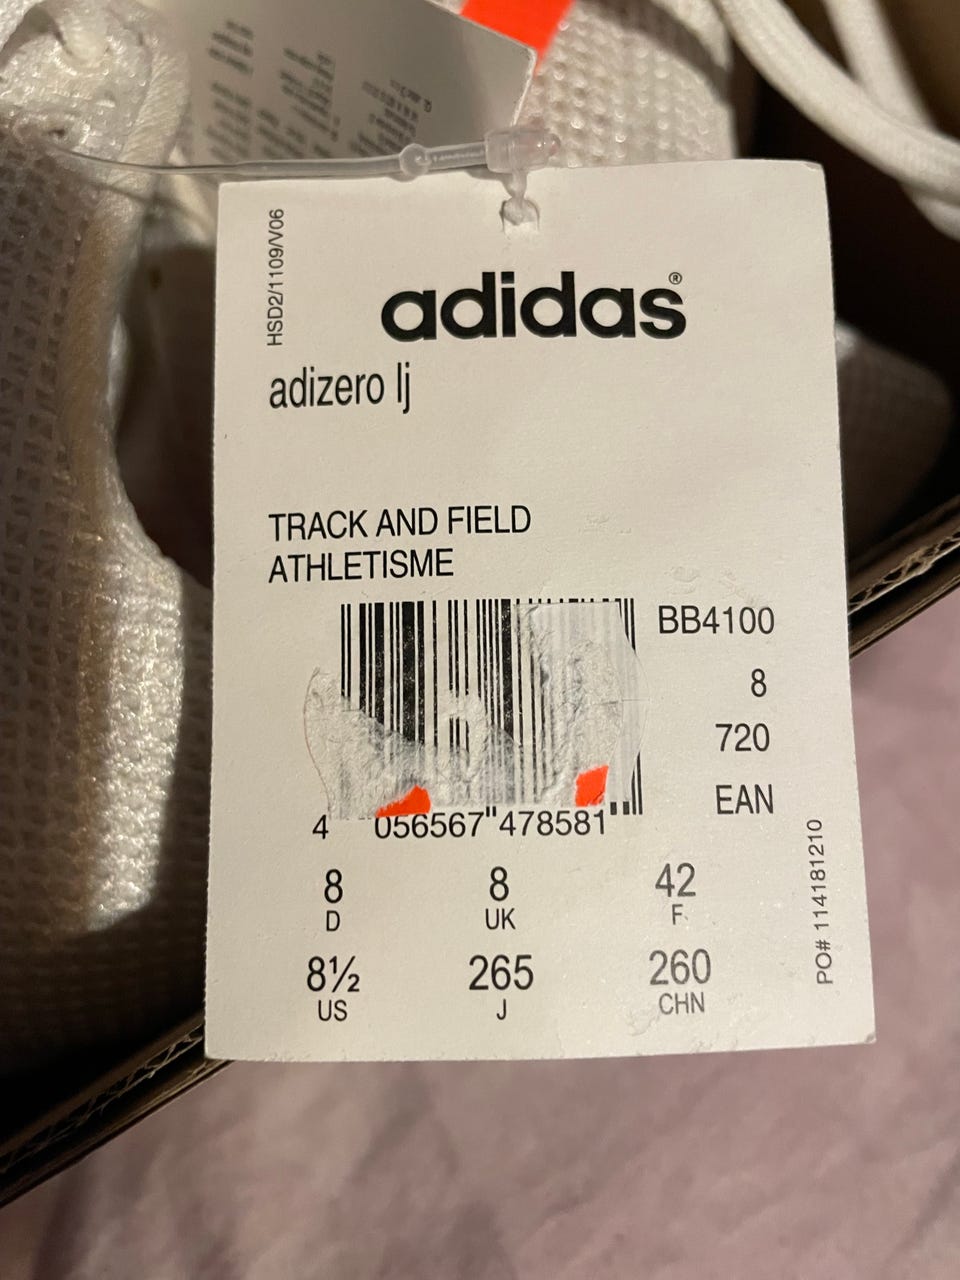 HSD2/1109/V06
adidas®
adizero lj
TRACK AND FIELD
ATHLETISME
BB4100
8
720
EAN
4 056567 478581
8 8 42
D UK F
8½ 265 260
US J CHN
PO# 114181210